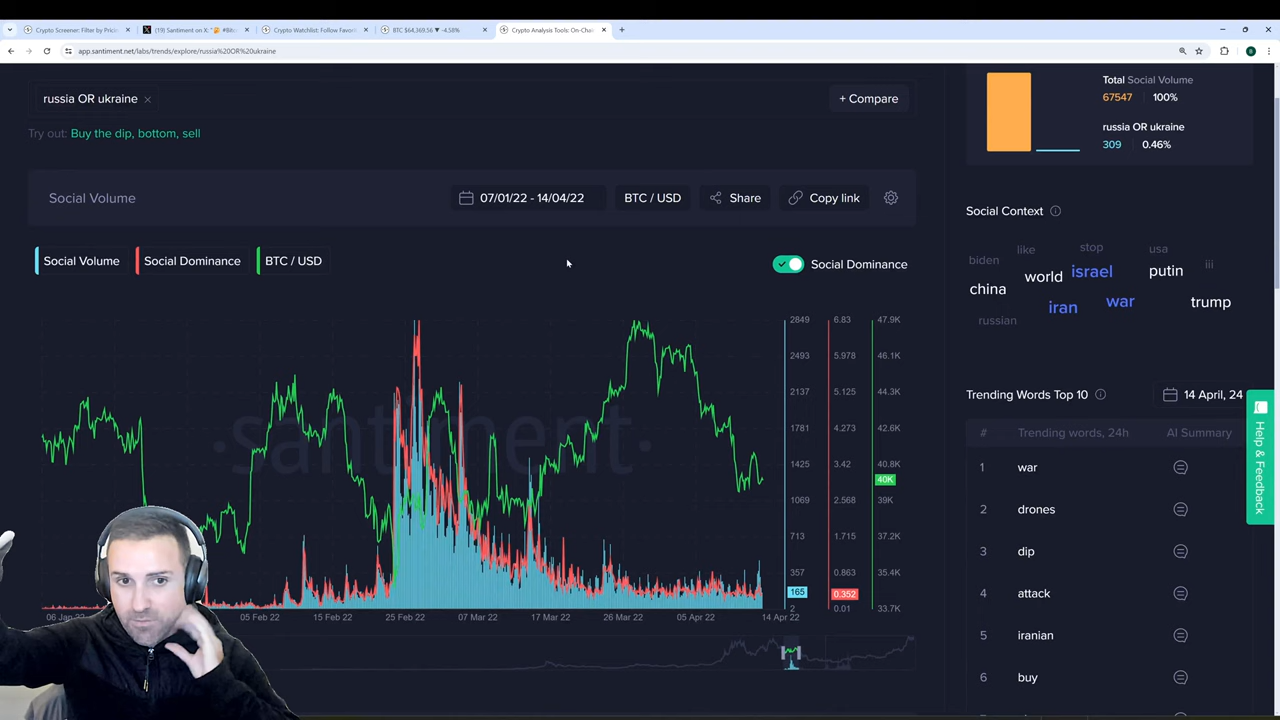 Crypto Screener: Filter by Pricin
(19) Santiment on X: "🤔 #Bitc
Crypto Watchlist: Follow Favori
BTC $64,369.56 ▼ -4.58%
Crypto Analysis Tools: On-Chai
app.santiment.net/labs/trends/explore/russia%20OR%20ukraine
B
russia OR ukraine
+ Compare
Try out: Buy the dip, bottom, sell
Social Volume
07/01/22 - 14/04/22
BTC / USD
Share
Copy link
Social Volume
Social Dominance
BTC / USD
Social Dominance
·santiment·
2849 6.83 47.9K
2493 5.978 46.1K
2137 5.125 44.3K
1781 4.273 42.6K
1425 3.42 40.8K
40K
1069 2.568 39K
713 1.715 37.2K
357 0.863 35.4K
165 0.352
2 0.01 33.7K
06 Jan 22
05 Feb 22 15 Feb 22 25 Feb 22 07 Mar 22 17 Mar 22 26 Mar 22 05 Apr 22 14 Apr 22
Total Social Volume
67547 100%
russia OR ukraine
309 0.46%
Social Context
like stop usa
biden world israel putin iii
china
iran war trump
russian
Trending Words Top 10
14 April, 24
# Trending words, 24h AI Summary
1 war
2 drones
3 dip
4 attack
5 iranian
6 buy
Help & Feedback